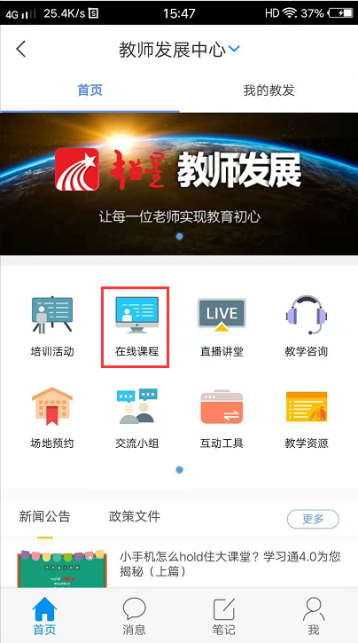 4G 25.4K/s S 15:47 HD 37%
教师发展中心
首页 我的教发
超星 教师发展
让每一位老师实现教育初心
LIVE
培训活动 在线课程 直播讲堂 教学咨询
场地预约 交流小组 互动工具 教学资源
新闻公告 政策文件 更多
小手机怎么hold住大课堂？学习通4.0为您
揭秘（上篇）
首页 消息 笔记 我